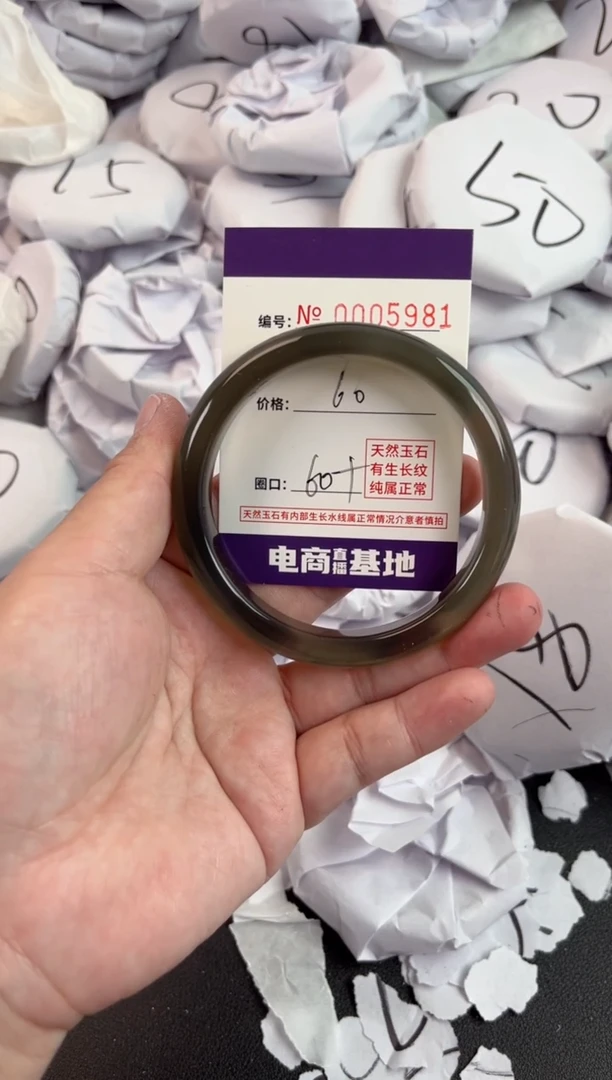 20
15
50
编号: № 0005981
价格: 60
圈口: 60+
天然玉石
有生长纹
纯属正常
天然玉石有内部生长水线属正常情况介意者慎拍
电商直播基地